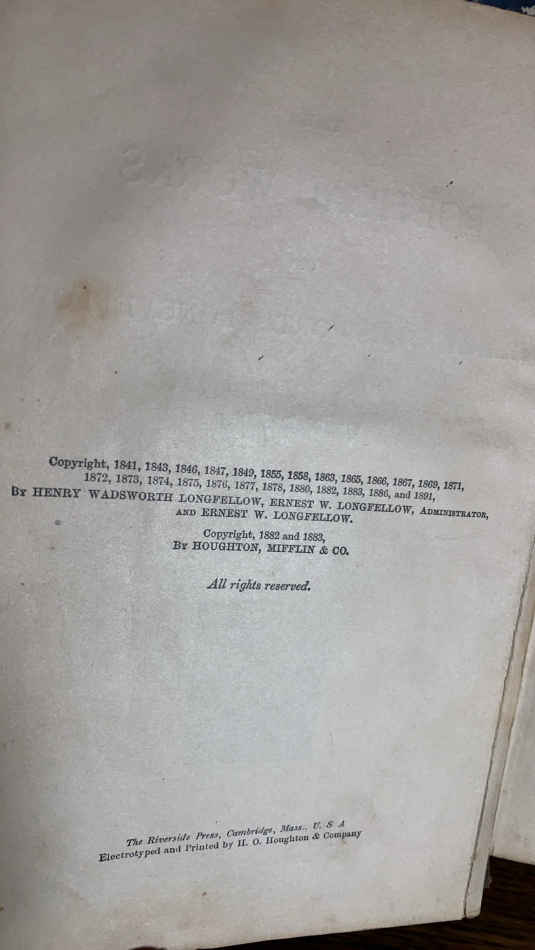 Copyright, 1841, 1843, 1846, 1847, 1849, 1855, 1858, 1863, 1865, 1866, 1867, 1869, 1871,
1872, 1873, 1874, 1875, 1876, 1877, 1878, 1880, 1882, 1883, 1886, and 1891,
By HENRY WADSWORTH LONGFELLOW, ERNEST W. LONGFELLOW, Administrator,
AND ERNEST W. LONGFELLOW.
Copyright, 1882 and 1883,
By HOUGHTON, MIFFLIN & CO.
All rights reserved.
The Riverside Press, Cambridge, Mass., U. S A
Electrotyped and Printed by H. O. Houghton & Company